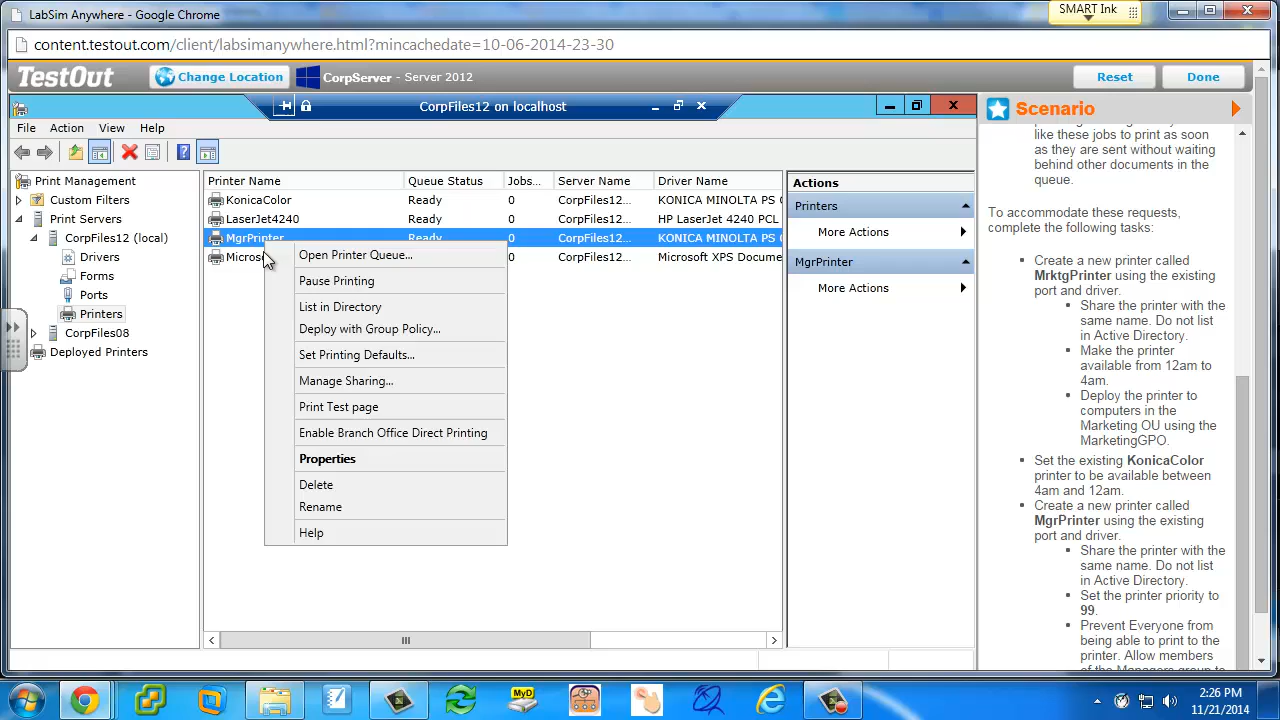 LabSim Anywhere - Google Chrome
SMART Ink
content.testout.com/client/labsimanywhere.html?mincachedate=10-06-2014-23-30
TestOut
Change Location
CorpServer - Server 2012
Reset
Done
CorpFiles12 on localhost
File Action View Help
Print Management
Custom Filters
Print Servers
CorpFiles12 (local)
Drivers
Forms
Ports
Printers
CorpFiles08
Deployed Printers
Printer Name Queue Status Jobs... Server Name Driver Name
KonicaColor Ready 0 CorpFiles12... KONICA MINOLTA PS C
LaserJet4240 Ready 0 CorpFiles12... HP LaserJet 4240 PCL
MgrPrinter Ready 0 CorpFiles12... KONICA MINOLTA PS C
Microso 0 CorpFiles12... Microsoft XPS Docume
Open Printer Queue...
Pause Printing
List in Directory
Deploy with Group Policy...
Set Printing Defaults...
Manage Sharing...
Print Test page
Enable Branch Office Direct Printing
Properties
Delete
Rename
Help
Actions
Printers
More Actions
MgrPrinter
More Actions
Scenario
like these jobs to print as soon
as they are sent without waiting
behind other documents in the
queue.
To accommodate these requests,
complete the following tasks:
Create a new printer called
MrktgPrinter using the existing
port and driver.
Share the printer with the
same name. Do not list
in Active Directory.
Make the printer
available from 12am to
4am.
Deploy the printer to
computers in the
Marketing OU using the
MarketingGPO.
Set the existing KonicaColor
printer to be available between
4am and 12am.
Create a new printer called
MgrPrinter using the existing
port and driver.
Share the printer with the
same name. Do not list
in Active Directory.
Set the printer priority to
99.
Prevent Everyone from
being able to print to the
printer. Allow members
of the Managers group to
MyD
2:26 PM
11/21/2014